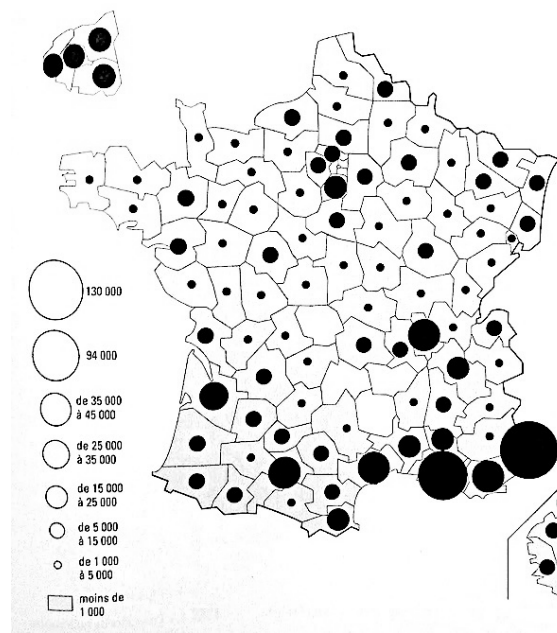 130 000
94 000
de 35 000
à 45 000
de 25 000
à 35 000
de 15 000
à 25 000
de 5 000
à 15 000
de 1 000
à 5 000
moins de
1 000